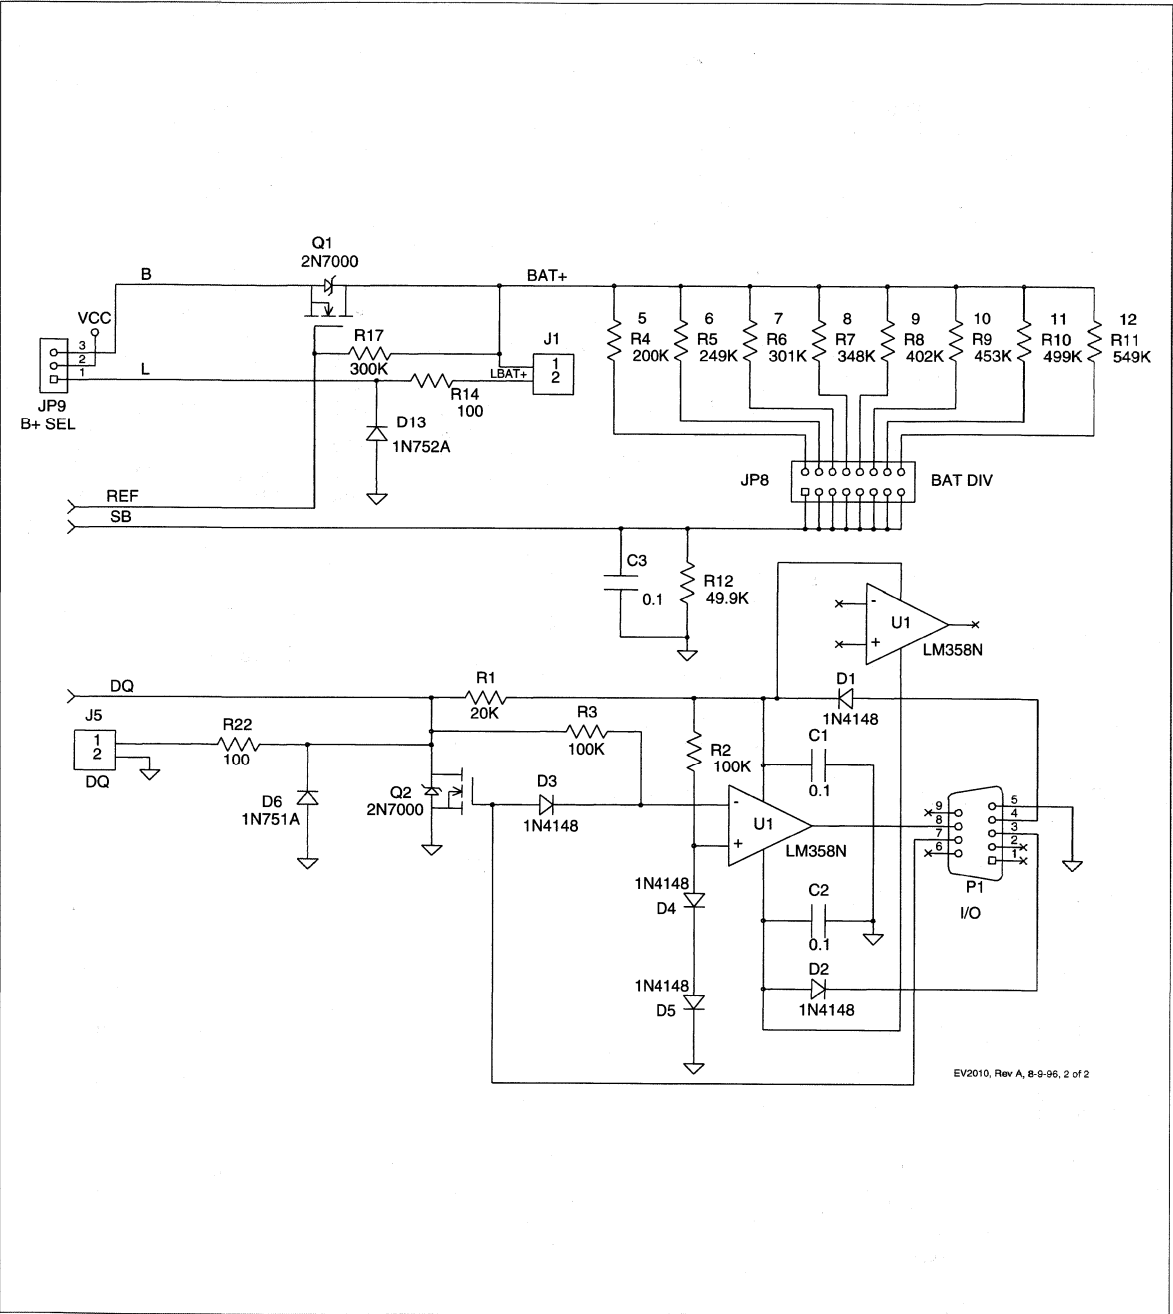 Q1
2N7000
B
BAT+
VCC
3
2
1
JP9
B+ SEL
L
R17
300K
R14
100
LBAT+
J1
1
2
D13
1N752A
5
R4
200K
6
R5
249K
7
R6
301K
8
R7
348K
9
R8
402K
10
R9
453K
11
R10
499K
12
R11
549K
JP8
BAT DIV
REF
SB
C3
0.1
R12
49.9K
-
+
U1
LM358N
DQ
J5
1
2
DQ
R22
100
D6
1N751A
R1
20K
R3
100K
Q2
2N7000
D3
1N4148
R2
100K
D1
1N4148
C1
0.1
-
+
U1
LM358N
9
8
7
6
5
4
3
2
1
P1
I/O
1N4148
D4
C2
0.1
1N4148
D5
D2
1N4148
EV2010, Rev A, 8-9-96, 2 of 2